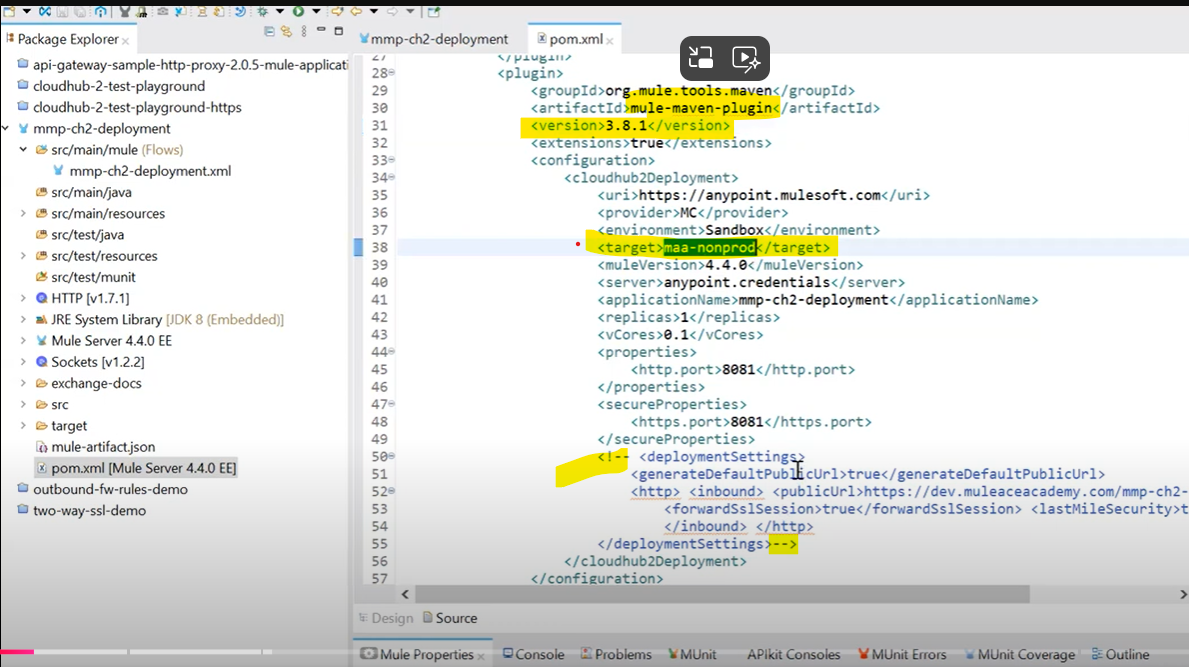 Package Explorer
api-gateway-sample-http-proxy-2.0.5-mule-applicati
cloudhub-2-test-playground
cloudhub-2-test-playground-https
mmp-ch2-deployment
src/main/mule (Flows)
mmp-ch2-deployment.xml
src/main/java
src/main/resources
src/test/java
src/test/resources
src/test/munit
HTTP [v1.7.1]
JRE System Library [JDK 8 (Embedded)]
Mule Server 4.4.0 EE
Sockets [v1.2.2]
exchange-docs
src
target
mule-artifact.json
pom.xml [Mule Server 4.4.0 EE]
outbound-fw-rules-demo
two-way-ssl-demo
mmp-ch2-deployment pom.xml
27 </plugin>
28 <plugin>
29 <groupId>org.mule.tools.maven</groupId>
30 <artifactId>mule-maven-plugin</artifactId>
31 <version>3.8.1</version>
32 <extensions>true</extensions>
33 <configuration>
34 <cloudhub2Deployment>
35 <uri>https://anypoint.mulesoft.com</uri>
36 <provider>MC</provider>
37 <environment>Sandbox</environment>
38 <target>maa-nonprod</target>
39 <muleVersion>4.4.0</muleVersion>
40 <server>anypoint.credentials</server>
41 <applicationName>mmp-ch2-deployment</applicationName>
42 <replicas>1</replicas>
43 <vCores>0.1</vCores>
44 <properties>
45 <http.port>8081</http.port>
46 </properties>
47 <secureProperties>
48 <https.port>8081</https.port>
49 </secureProperties>
50 <!-- <deploymentSettings>
51 <generateDefaultPublicUrl>true</generateDefaultPublicUrl>
52 <http> <inbound> <publicUrl>https://dev.muleaceacademy.com/mmp-ch2-
53 <forwardSslSession>true</forwardSslSession> <lastMileSecurity>t
54 </inbound> </http>
55 </deploymentSettings>-->
56 </cloudhub2Deployment>
57 </configuration>
Design Source
Mule Properties Console Problems MUnit APIkit Consoles MUnit Errors MUnit Coverage Outline